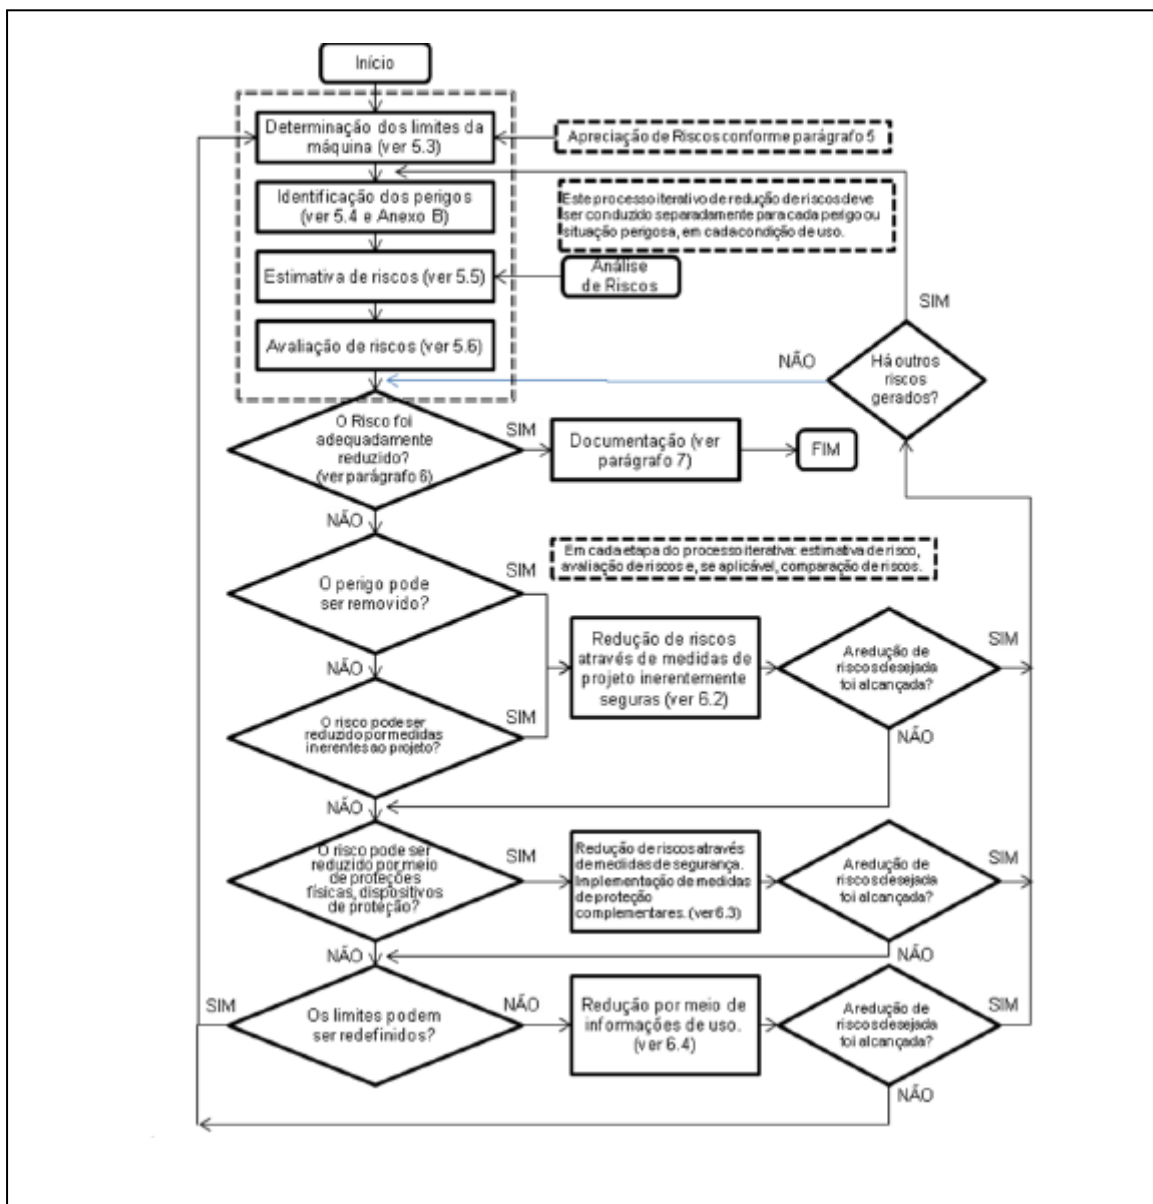 Início
Determinação dos limites da
máquina (ver 5.3)
Apreciação de Riscos conforme parágrafo 5
Identificação dos perigos
(ver 5.4 e Anexo B)
Este processo iterativo de redução de riscos deve
ser conduzido separadamente para cada perigo ou
situação perigosa, em cada condição de uso.
Estimativa de riscos (ver 5.5)
Análise
de Riscos
SIM
Avaliação de riscos (ver 5.6)
NÃO
Há outros
riscos
gerados?
O Risco foi
adequadamente
reduzido?
(ver parágrafo 6)
SIM
Documentação (ver
parágrafo 7)
FIM
NÃO
Em cada etapa do processo iterativa: estimativa de risco,
avaliação de riscos e, se aplicável, comparação de riscos.
O perigo pode
ser removido?
SIM
Redução de riscos
através de medidas de
projeto inerentemente
seguras (ver 6.2)
A redução de
riscos desejada
foi alcançada?
SIM
NÃO
O risco pode ser
reduzido por medidas
inerentes ao projeto?
SIM
NÃO
NÃO
O risco pode ser
reduzido por meio
de proteções
físicas, dispositivos
de proteção?
SIM
Redução de riscos através
de medidas de segurança.
Implementação de medidas
de proteção
complementares. (ver 6.3)
A redução de
riscos desejada
foi alcançada?
SIM
NÃO
NÃO
SIM
Os limites podem
ser redefinidos?
NÃO
Redução por meio de
informações de uso.
(ver 6.4)
A redução de
riscos desejada
foi alcançada?
SIM
NÃO